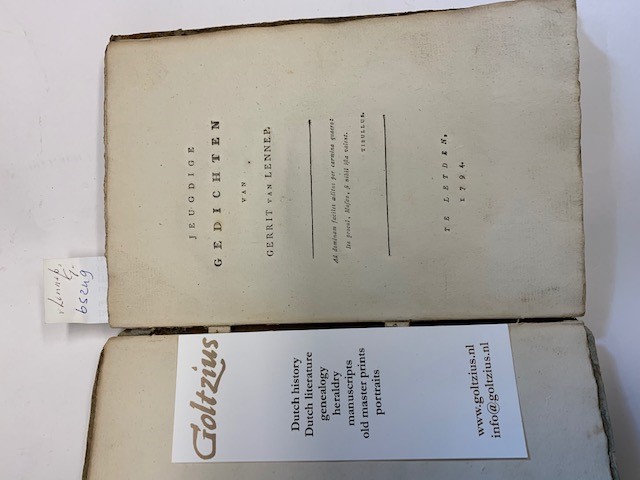 JEUGDIGE
GEDICHTEN
VAN
GERRIT VAN LENNEP.
Ad dominam faciles aditus per carmina quaero:
Ite procul, Musae, si nihil ista valent.
TIBULLUS.
TE LEYDEN,
1794.
vLennep,
G.
65249
Goltzius
Dutch history
Dutch literature
genealogy
heraldry
manuscripts
old master prints
portraits
www.goltzius.nl
info@goltzius.nl